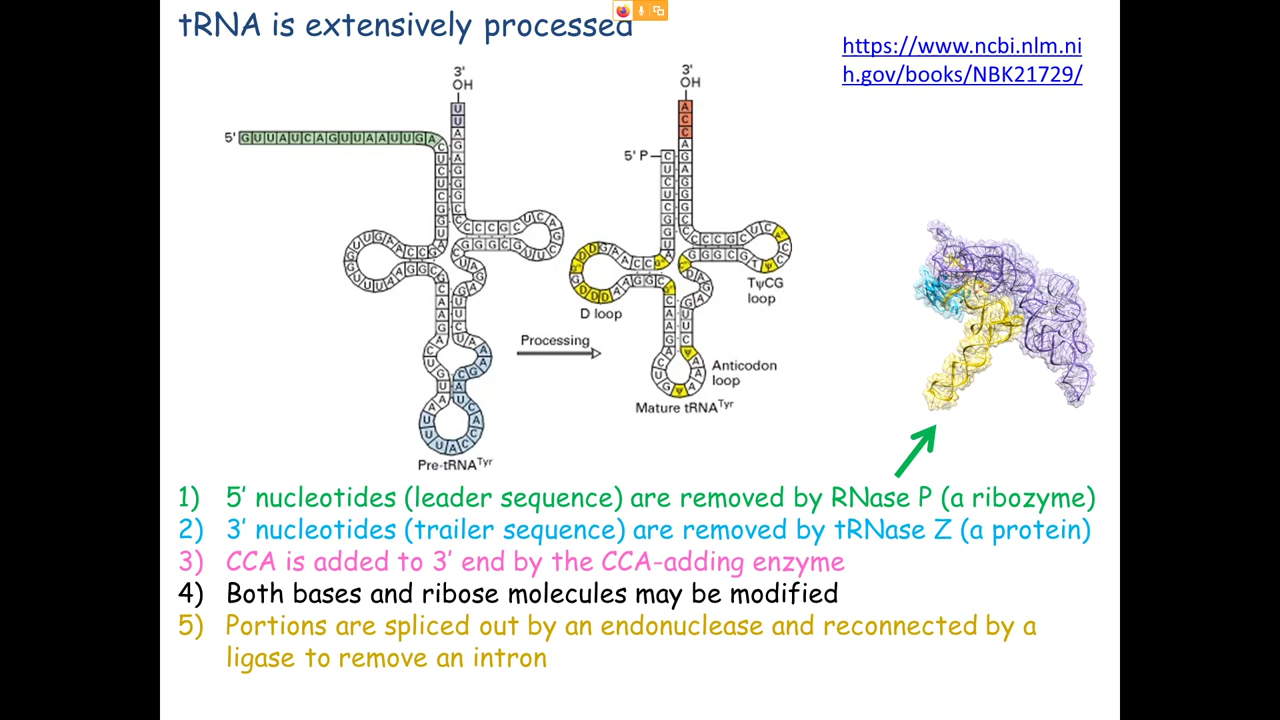 tRNA is extensively processed
https://www.ncbi.nlm.ni
h.gov/books/NBK21729/
3'
OH
5' GUUAUCAGUUAAUUGA
3'
OH
ACC
5' P
D loop
TψCG
loop
Processing
Anticodon
loop
Mature tRNATyr
Pre-tRNATyr
1) 5’ nucleotides (leader sequence) are removed by RNase P (a ribozyme)
2) 3’ nucleotides (trailer sequence) are removed by tRNase Z (a protein)
3) CCA is added to 3’ end by the CCA-adding enzyme
4) Both bases and ribose molecules may be modified
5) Portions are spliced out by an endonuclease and reconnected by a
ligase to remove an intron